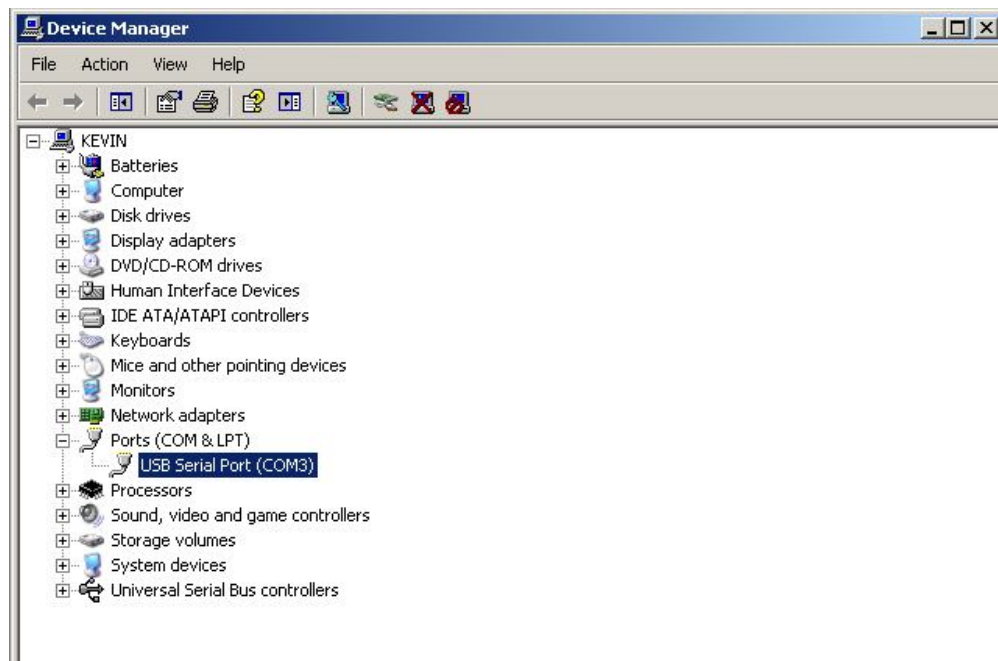 Device Manager
File Action View Help
KEVIN
Batteries
Computer
Disk drives
Display adapters
DVD/CD-ROM drives
Human Interface Devices
IDE ATA/ATAPI controllers
Keyboards
Mice and other pointing devices
Monitors
Network adapters
Ports (COM & LPT)
USB Serial Port (COM3)
Processors
Sound, video and game controllers
Storage volumes
System devices
Universal Serial Bus controllers